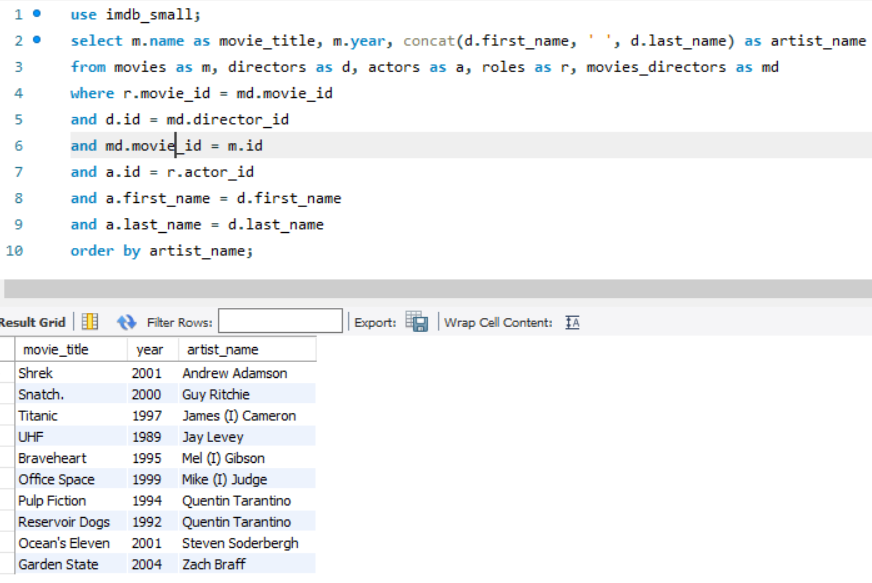 1 use imdb_small;
2 select m.name as movie_title, m.year, concat(d.first_name, ' ', d.last_name) as artist_name
3 from movies as m, directors as d, actors as a, roles as r, movies_directors as md
4 where r.movie_id = md.movie_id
5 and d.id = md.director_id
6 and md.movie_id = m.id
7 and a.id = r.actor_id
8 and a.first_name = d.first_name
9 and a.last_name = d.last_name
10 order by artist_name;
Result Grid Filter Rows: Export: Wrap Cell Content: IA
movie_title year artist_name
Shrek 2001 Andrew Adamson
Snatch. 2000 Guy Ritchie
Titanic 1997 James (I) Cameron
UHF 1989 Jay Levey
Braveheart 1995 Mel (I) Gibson
Office Space 1999 Mike (I) Judge
Pulp Fiction 1994 Quentin Tarantino
Reservoir Dogs 1992 Quentin Tarantino
Ocean's Eleven 2001 Steven Soderbergh
Garden State 2004 Zach Braff